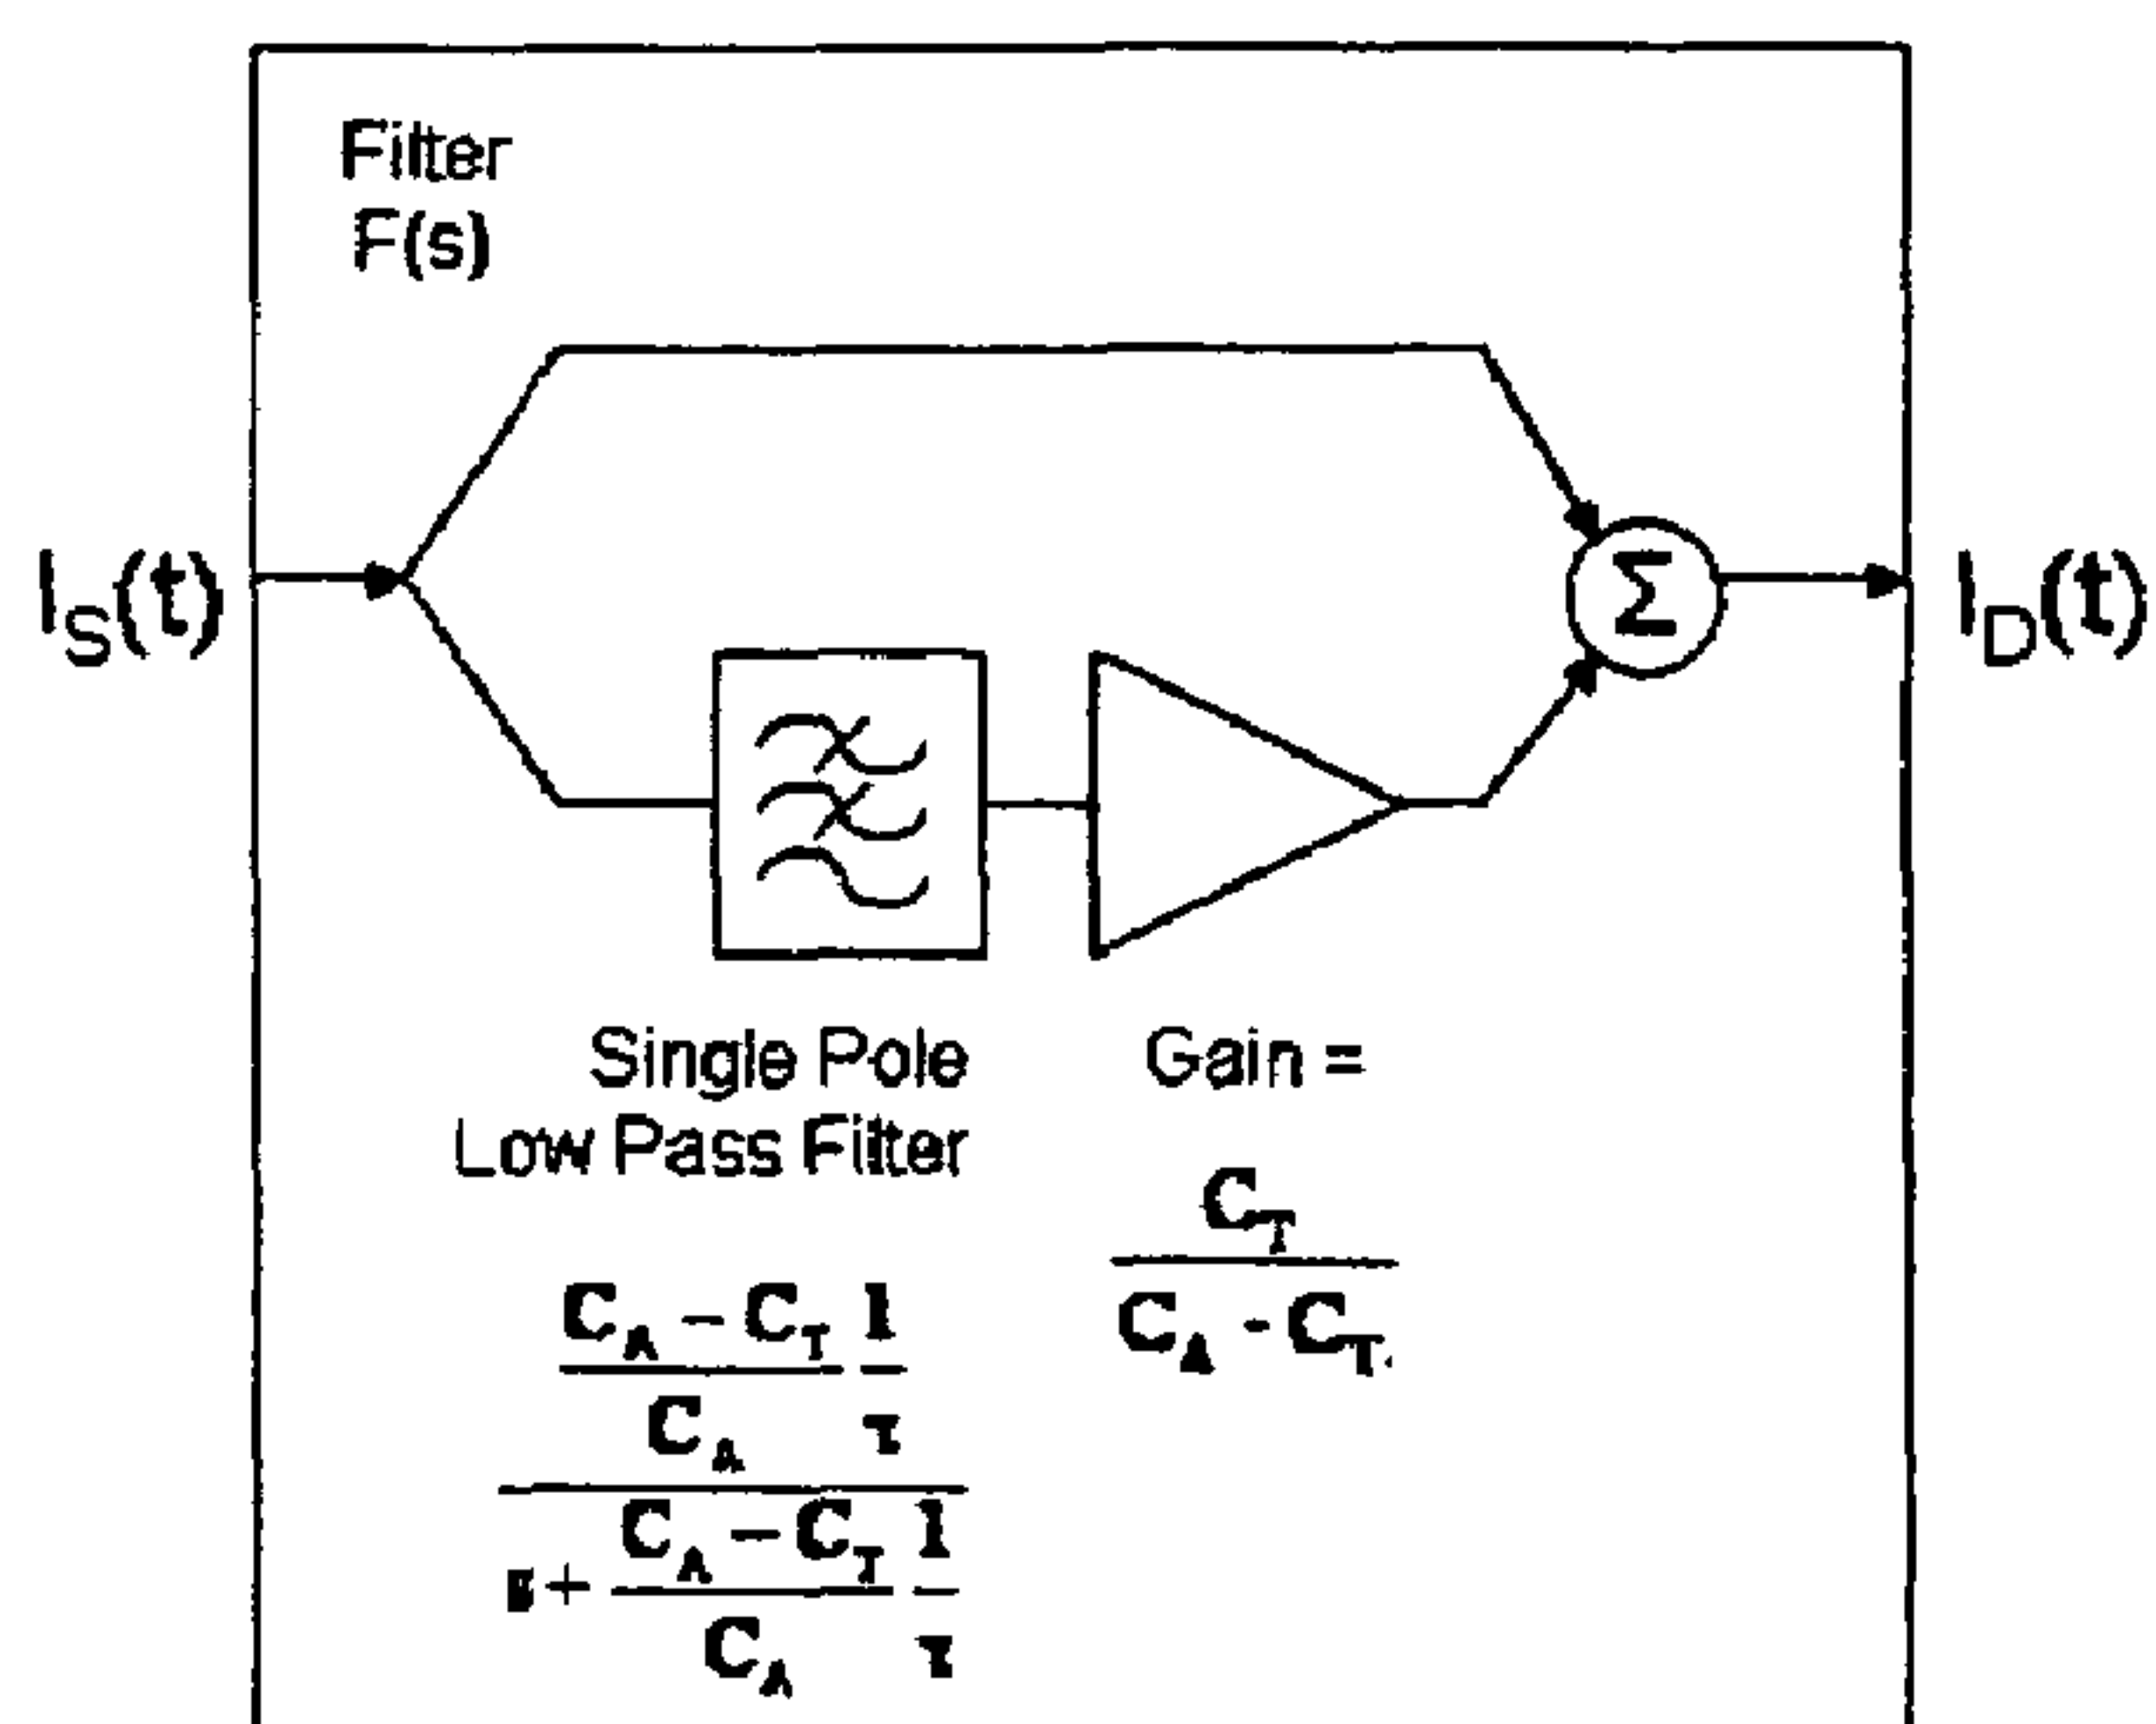 Filter
F(s)
I_S(t)
Σ
I_D(t)
Single Pole
Low Pass Filter
Gain =
C_T
C_A - C_T
C_A − C_T 1
C_A τ
C_A − C_T 1
s +
C_A τ